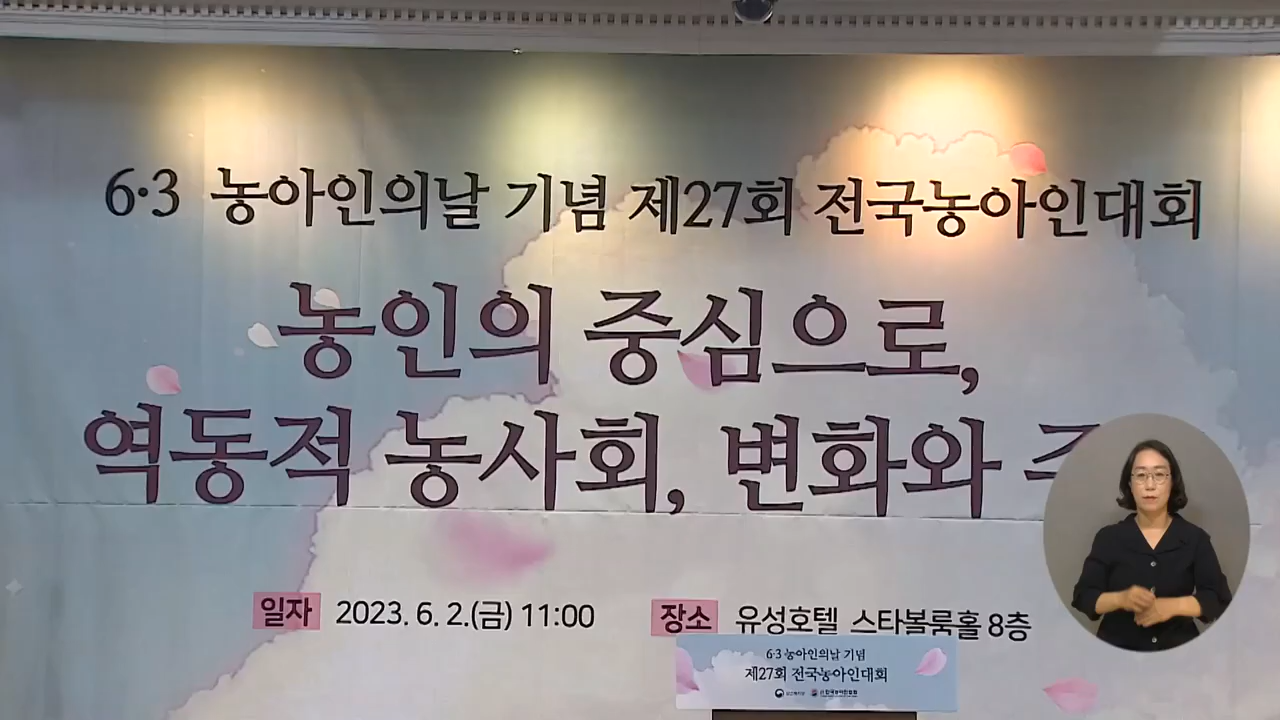 6·3 농아인의날 기념 제27회 전국농아인대회
농인의 중심으로,
역동적 농사회, 변화와
일자 2023. 6. 2.(금) 11:00
장소 유성호텔 스타볼룸홀 8층
6·3 농아인의날 기념
제27회 전국농아인대회